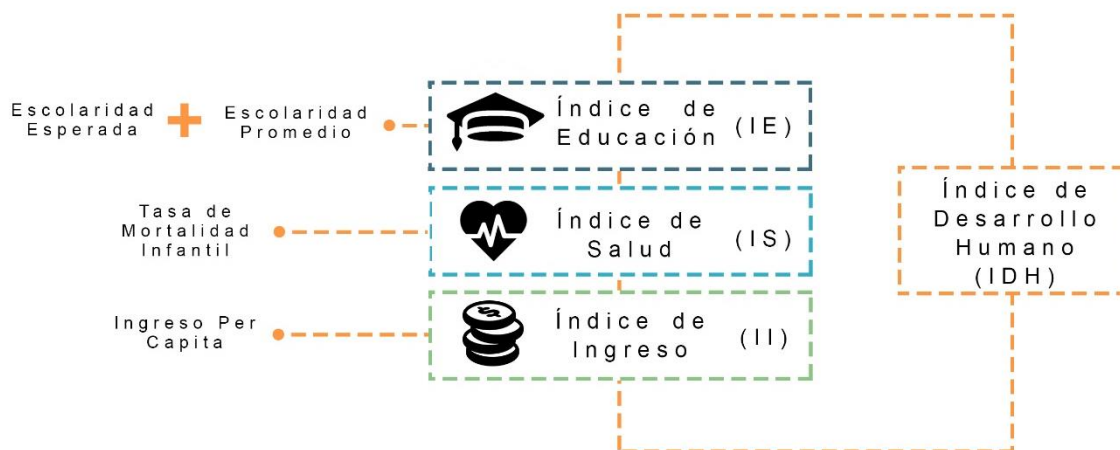 Escolaridad
Esperada
+
Escolaridad
Promedio
Índice de
Educación
(IE)
Tasa de
Mortalidad
Infantil
Índice de
Salud
(IS)
Ingreso Per
Capita
$
Índice de
Ingreso
(II)
Índice de
Desarrollo
Humano
(IDH)